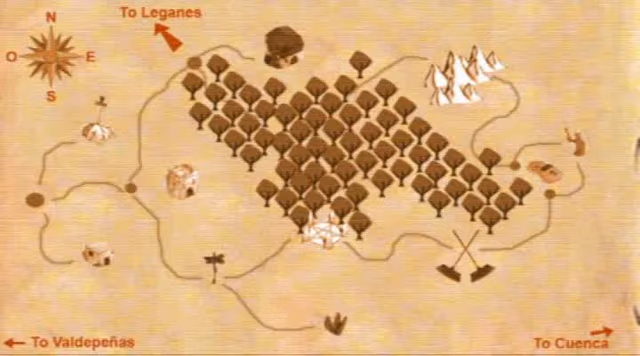 To Leganes
N
O E
S
To Valdepeñas
To Cuenca